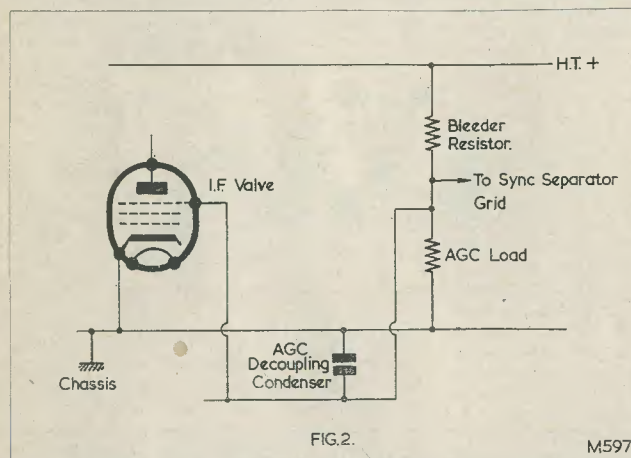 H.T. +
Bleeder
Resistor.
I.F. Valve
To Sync Separator
Grid
AGC Load
AGC
Decoupling
Condenser
Chassis
FIG.2.
M597